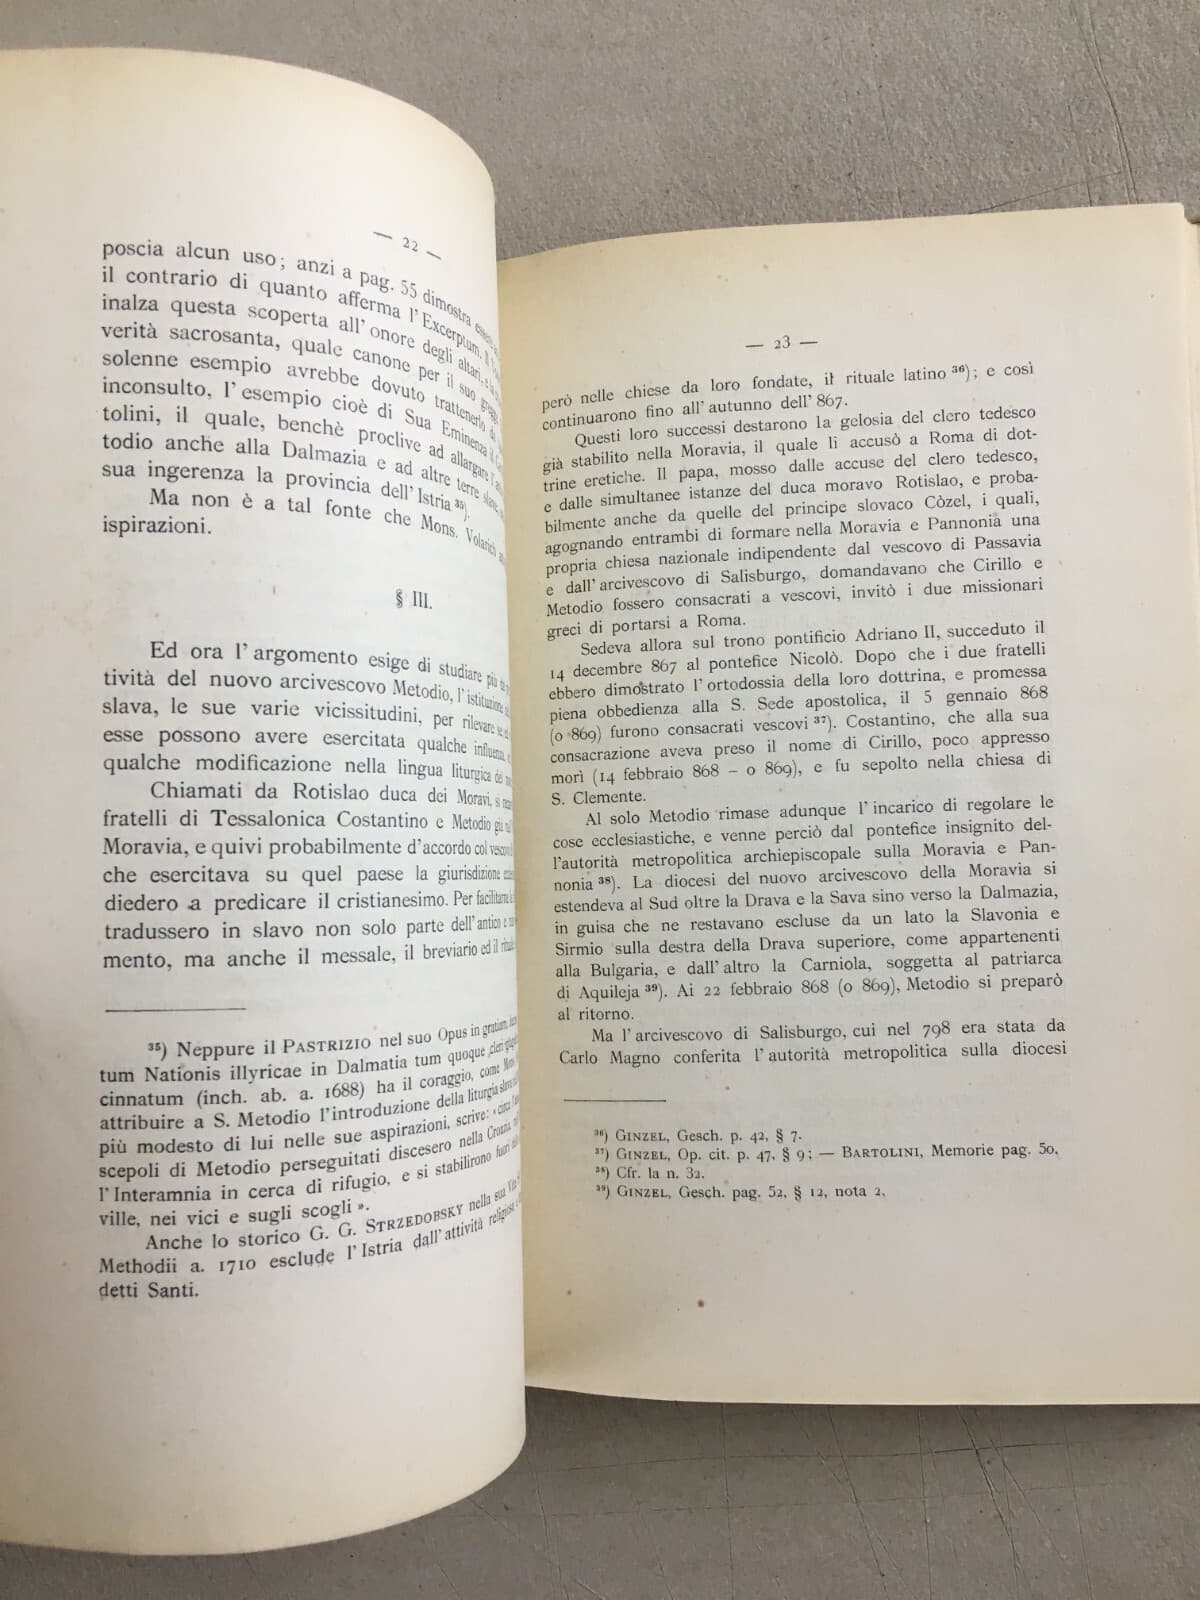 — 22 —
poscia alcun uso; anzi a pag. 55 dimostra
il contrario di quanto afferma l'Excerptum. Il
inalza questa scoperta all'onore degli altari, e la
verità sacrosanta, quale canone per il suo gregge
solenne esempio avrebbe dovuto trattenerlo
inconsulto, l'esempio cioè di Sua Eminenza il
tolini, il quale, benchè proclive ad allargare
todio anche alla Dalmazia e ad altre terre slave,
sua ingerenza la provincia dell'Istria ³⁵).
Ma non è a tal fonte che Mons. Volarich
ispirazioni.
§ III.
Ed ora l'argomento esige di studiare più
tività del nuovo arcivescovo Metodio, l'istituzione
slava, le sue varie vicissitudini, per rilevare se
esse possono avere esercitata qualche influenza,
qualche modificazione nella lingua liturgica
Chiamati da Rotislao duca dei Moravi, si
fratelli di Tessalonica Costantino e Metodio già
Moravia, e quivi probabilmente d'accordo col
che esercitava su quel paese la giurisdizione
diedero a predicare il cristianesimo. Per facilitarne
tradussero in slavo non solo parte dell'antico e
mento, ma anche il messale, il breviario ed il
³⁵) Neppure il PASTRIZIO nel suo Opus in gratiam,
tum Nationis illyricae in Dalmatia tum quoque cleri
cinnatum (inch. ab. a. 1688) ha il coraggio, come
attribuire a S. Metodio l'introduzione della liturgia slava
più modesto di lui nelle sue aspirazioni, scrive: « circa
scepoli di Metodio perseguitati discesero nella Croazia,
l'Interamnia in cerca di rifugio, e si stabilirono fuori
ville, nei vici e sugli scogli ».
Anche lo storico G. G. STRZEDOBSKY nella sua
Methodii a. 1710 esclude l'Istria dall'attività religiosa
detti Santi.
— 23 —
però nelle chiese da loro fondate, il rituale latino ³⁶); e così
continuarono fino all'autunno dell'867.
Questi loro successi destarono la gelosia del clero tedesco
già stabilito nella Moravia, il quale li accusò a Roma di dot-
trine eretiche. Il papa, mosso dalle accuse del clero tedesco,
e dalle simultanee istanze del duca moravo Rotislao, e proba-
bilmente anche da quelle del principe slovaco Còzel, i quali,
agognando entrambi di formare nella Moravia e Pannonia una
propria chiesa nazionale indipendente dal vescovo di Passavia
e dall'arcivescovo di Salisburgo, domandavano che Cirillo e
Metodio fossero consacrati a vescovi, invitò i due missionari
greci di portarsi a Roma.
Sedeva allora sul trono pontificio Adriano II, succeduto il
14 decembre 867 al pontefice Nicolò. Dopo che i due fratelli
ebbero dimostrato l'ortodossia della loro dottrina, e promessa
piena obbedienza alla S. Sede apostolica, il 5 gennaio 868
(o 869) furono consacrati vescovi ³⁷). Costantino, che alla sua
consacrazione aveva preso il nome di Cirillo, poco appresso
morì (14 febbraio 868 – o 869), e fu sepolto nella chiesa di
S. Clemente.
Al solo Metodio rimase adunque l'incarico di regolare le
cose ecclesiastiche, e venne perciò dal pontefice insignito del-
l'autorità metropolitica archiepiscopale sulla Moravia e Pan-
nonia ³⁸). La diocesi del nuovo arcivescovo della Moravia si
estendeva al Sud oltre la Drava e la Sava sino verso la Dalmazia,
in guisa che ne restavano escluse da un lato la Slavonia e
Sirmio sulla destra della Drava superiore, come appartenenti
alla Bulgaria, e dall'altro la Carniola, soggetta al patriarca
di Aquileja ³⁹). Ai 22 febbraio 868 (o 869), Metodio si preparò
al ritorno.
Ma l'arcivescovo di Salisburgo, cui nel 798 era stata da
Carlo Magno conferita l'autorità metropolitica sulla diocesi
³⁶) GINZEL, Gesch. p. 42, § 7.
³⁷) GINZEL, Op. cit. p. 47, § 9; — BARTOLINI, Memorie pag. 50.
³⁸) Cfr. la n. 32.
³⁹) GINZEL, Gesch. pag. 52, § 12, nota 2.